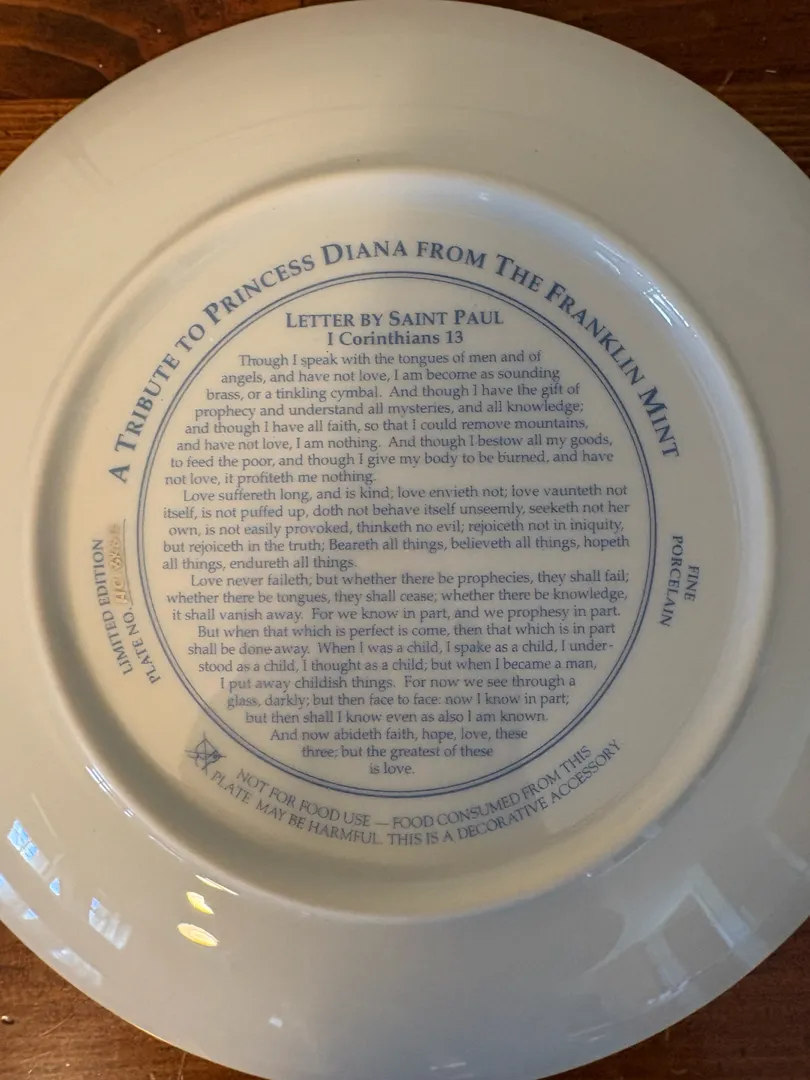 A TRIBUTE TO PRINCESS DIANA FROM THE FRANKLIN MINT
LETTER BY SAINT PAUL
I Corinthians 13
Though I speak with the tongues of men and of
angels, and have not love, I am become as sounding
brass, or a tinkling cymbal. And though I have the gift of
prophecy and understand all mysteries, and all knowledge;
and though I have all faith, so that I could remove mountains,
and have not love, I am nothing. And though I bestow all my goods,
to feed the poor, and though I give my body to be burned, and have
not love, it profiteth me nothing.
Love suffereth long, and is kind; love envieth not; love vaunteth not
itself, is not puffed up, doth not behave itself unseemly, seeketh not her
own, is not easily provoked, thinketh no evil; rejoiceth not in iniquity,
but rejoiceth in the truth; Beareth all things, believeth all things, hopeth
all things, endureth all things.
Love never faileth; but whether there be prophecies, they shall fail;
whether there be tongues, they shall cease; whether there be knowledge,
it shall vanish away. For we know in part, and we prophesy in part.
But when that which is perfect is come, then that which is in part
shall be done away. When I was a child, I spake as a child, I under-
stood as a child, I thought as a child; but when I became a man,
I put away childish things. For now we see through a
glass, darkly; but then face to face: now I know in part;
but then shall I know even as also I am known.
And now abideth faith, hope, love, these
three; but the greatest of these
is love.
LIMITED EDITION
PLATE NO.
FINE
PORCELAIN
NOT FOR FOOD USE — FOOD CONSUMED FROM THIS
PLATE MAY BE HARMFUL. THIS IS A DECORATIVE ACCESSORY